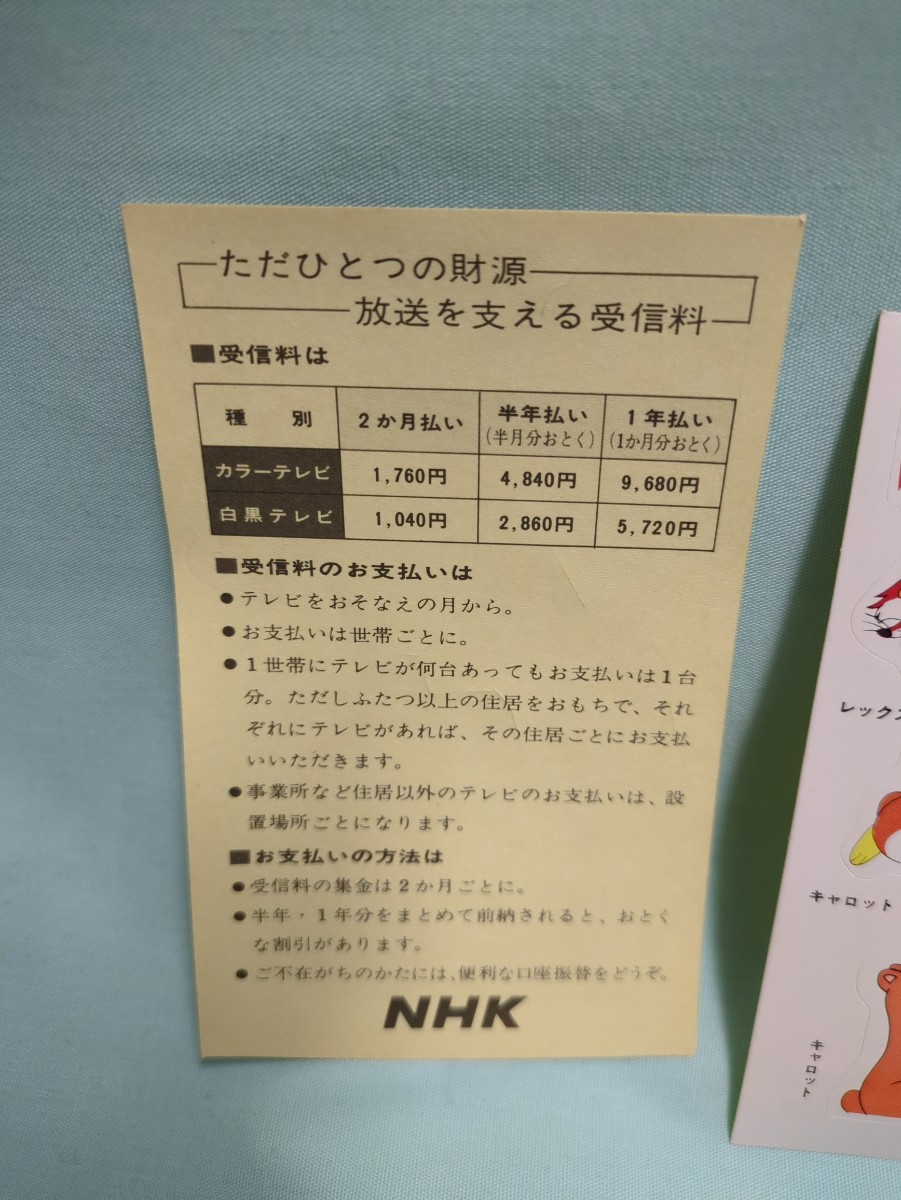 ただひとつの財源
放送を支える受信料
■受信料は
種 別 2か月払い 半年払い(半月分おとく) 1年払い(1か月分おとく)
カラーテレビ 1,760円 4,840円 9,680円
白黒テレビ 1,040円 2,860円 5,720円
■受信料のお支払いは
●テレビをおそなえの月から。
●お支払いは世帯ごとに。
●1世帯にテレビが何台あってもお支払いは1台
分。ただしふたつ以上の住居をおもちで、それ
ぞれにテレビがあれば、その住居ごとにお支払
いいただきます。
●事業所など住居以外のテレビのお支払いは、設
置場所ごとになります。
■お支払いの方法は
●受信料の集金は2か月ごとに。
●半年・1年分をまとめて前納されると、おとく
な割引があります。
●ご不在がちのかたには、便利な口座振替をどうぞ。
NHK
レックス
キャロット
キャロット